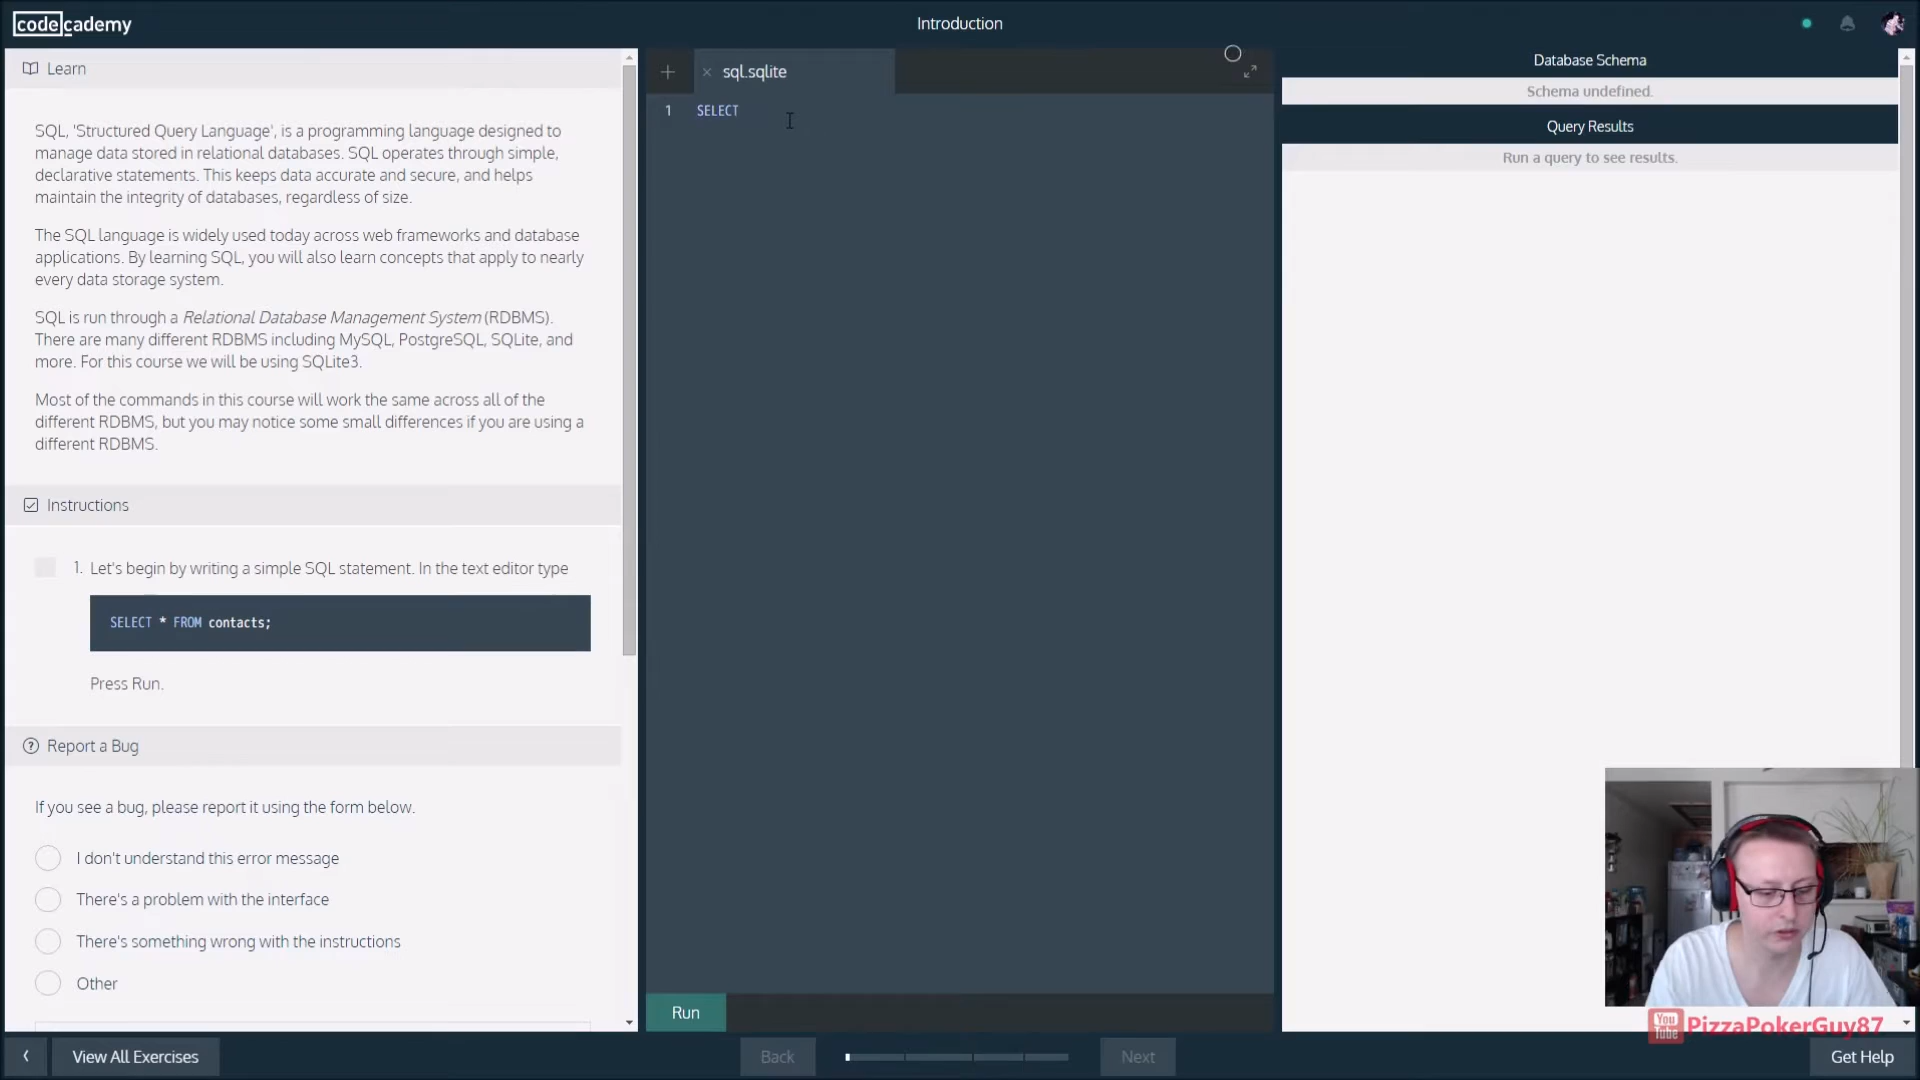 codecademy
Introduction
Learn
SQL, 'Structured Query Language', is a programming language designed to
manage data stored in relational databases. SQL operates through simple,
declarative statements. This keeps data accurate and secure, and helps
maintain the integrity of databases, regardless of size.
The SQL language is widely used today across web frameworks and database
applications. By learning SQL, you will also learn concepts that apply to nearly
every data storage system.
SQL is run through a Relational Database Management System (RDBMS).
There are many different RDBMS including MySQL, PostgreSQL, SQLite, and
more. For this course we will be using SQLite3.
Most of the commands in this course will work the same across all of the
different RDBMS, but you may notice some small differences if you are using a
different RDBMS.
Instructions
1. Let's begin by writing a simple SQL statement. In the text editor type
SELECT * FROM contacts;
Press Run.
Report a Bug
If you see a bug, please report it using the form below.
I don't understand this error message
There's a problem with the interface
There's something wrong with the instructions
Other
View All Exercises
sql.sqlite
1 SELECT
Run
Back
Next
Database Schema
Schema undefined.
Query Results
Run a query to see results.
You Tube PizzaPokerGuy87
Get Help